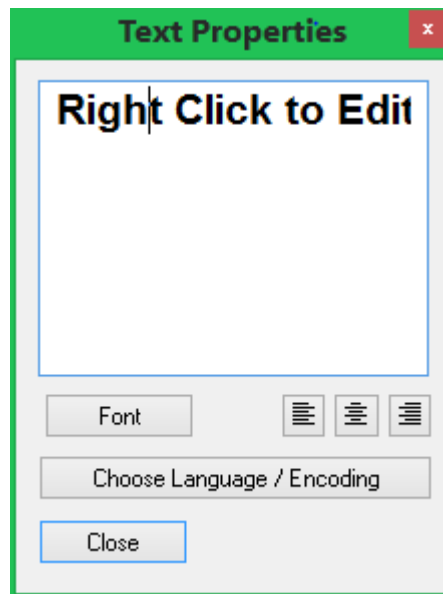 Text Properties
x
Right Click to Edit
Font
Choose Language / Encoding
Close